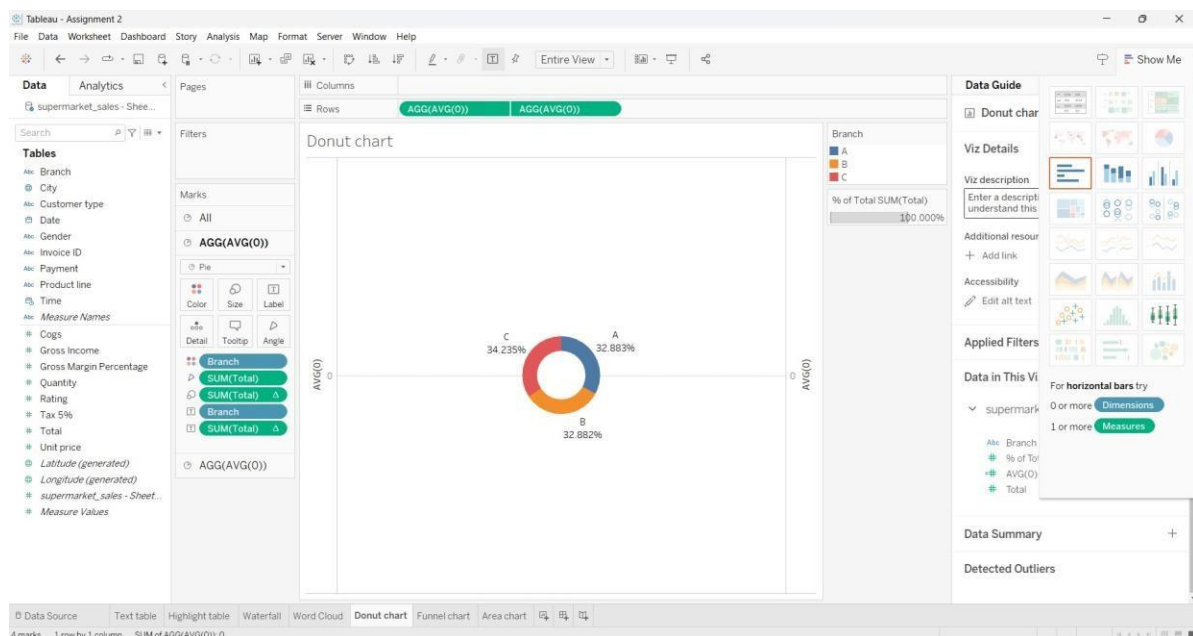 Tableau - Assignment 2
File Data Worksheet Dashboard Story Analysis Map Format Server Window Help
Entire View
Show Me
Data
Analytics
supermarket_sales - Shee...
Search
Tables
Abc Branch
City
Abc Customer type
Date
Abc Gender
Abc Invoice ID
Abc Payment
Abc Product line
Time
Abc Measure Names
# Cogs
# Gross Income
# Gross Margin Percentage
# Quantity
# Rating
# Tax 5%
# Total
# Unit price
Latitude (generated)
Longitude (generated)
# supermarket_sales - Sheet...
# Measure Values
Pages
Filters
Marks
All
AGG(AVG(0))
Pie
Color Size Label
Detail Tooltip Angle
Branch
SUM(Total)
SUM(Total) Δ
Branch
SUM(Total) Δ
AGG(AVG(0))
iii Columns
Rows
AGG(AVG(0)) AGG(AVG(0))
Donut chart
AVG(0)
0
C
34.235%
A
32.883%
B
32.882%
0
AVG(0)
Branch
A
B
C
% of Total SUM(Total)
100.000%
Data Guide
Donut char
Viz Details
Viz description
Enter a descripti
understand this
Additional resour
+ Add link
Accessibility
Edit alt text
Applied Filters
Data in This Vi
supermark
Abc Branch
# % of To
# AVG(0)
# Total
Data Summary +
Detected Outliers
For horizontal bars try
0 or more Dimensions
1 or more Measures
Data Source Text table Highlight table Waterfall Word Cloud Donut chart Funnel chart Area chart
4 marks 1 row by 1 column SUM of AGG(AVG(0)): 0